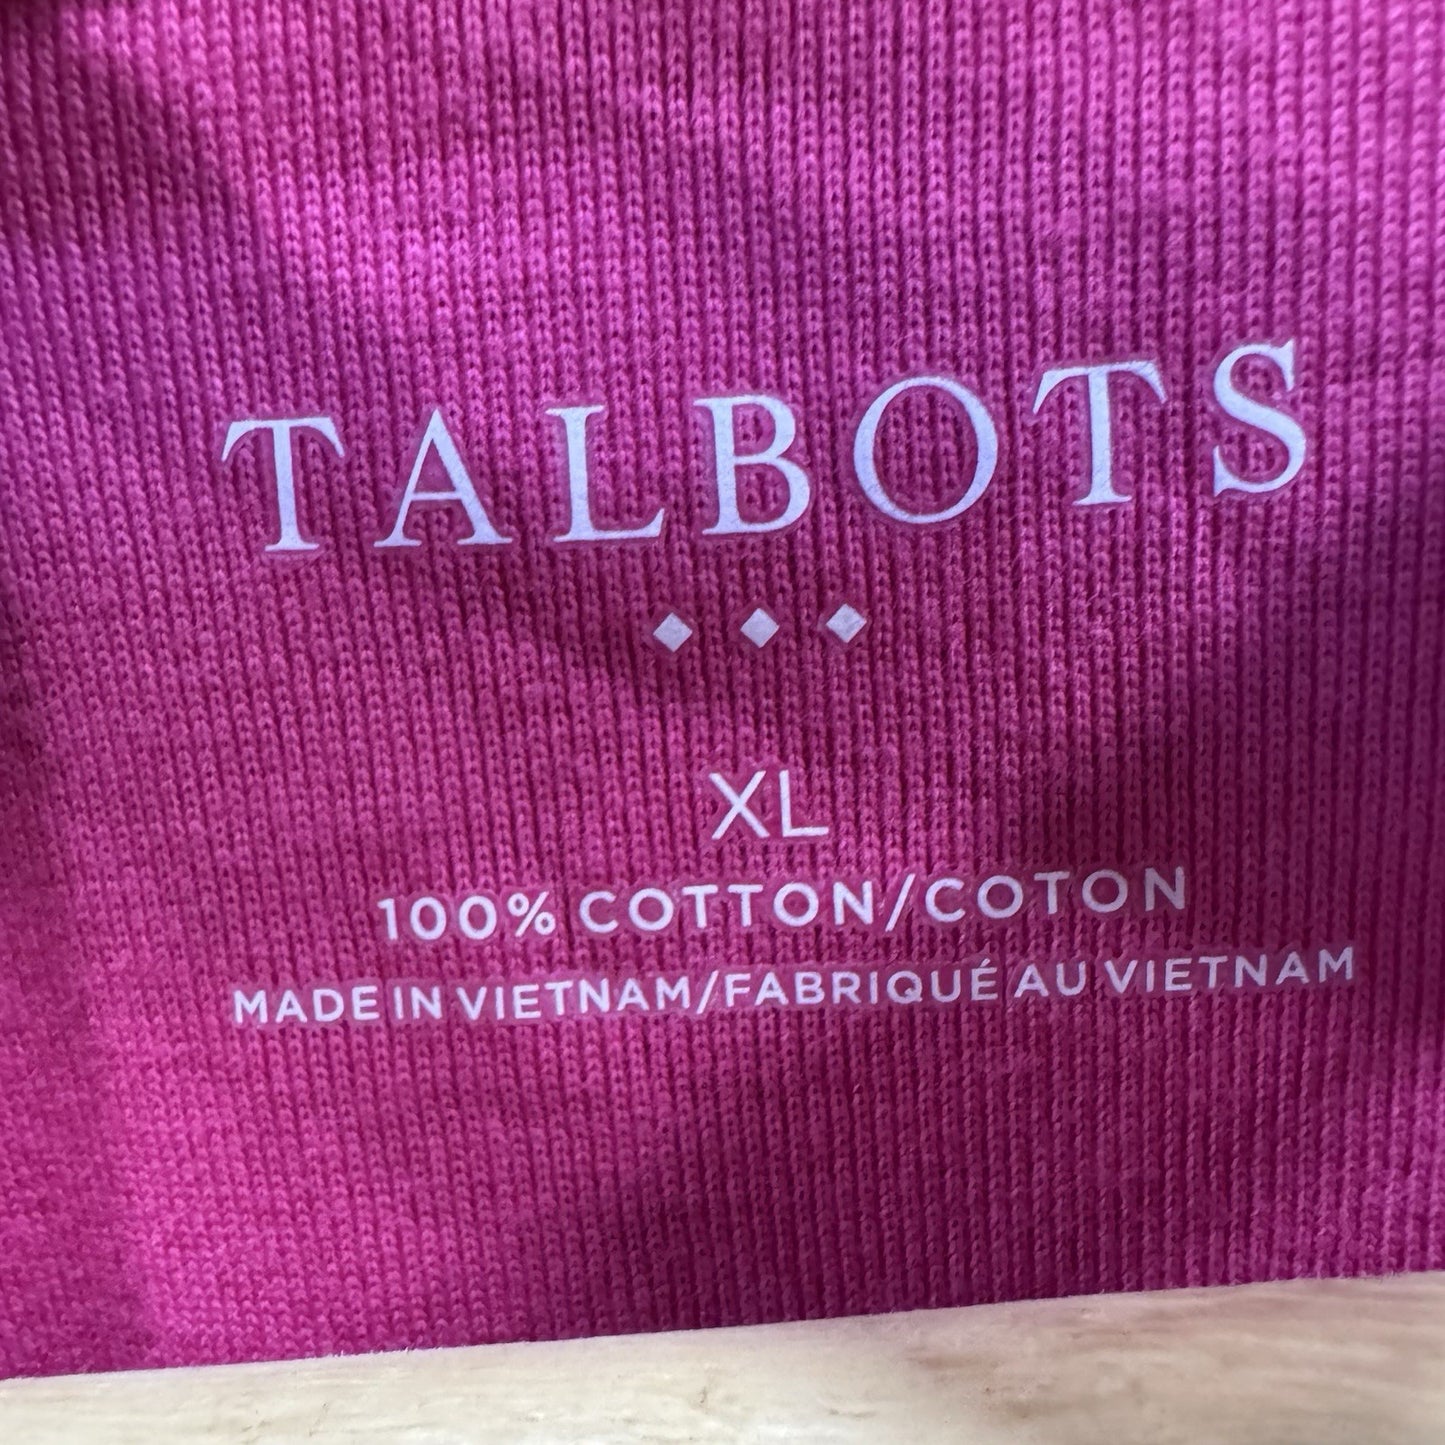 TALBOTS
XL
100% COTTON/COTON
MADE IN VIETNAM/FABRIQUÉ AU VIETNAM